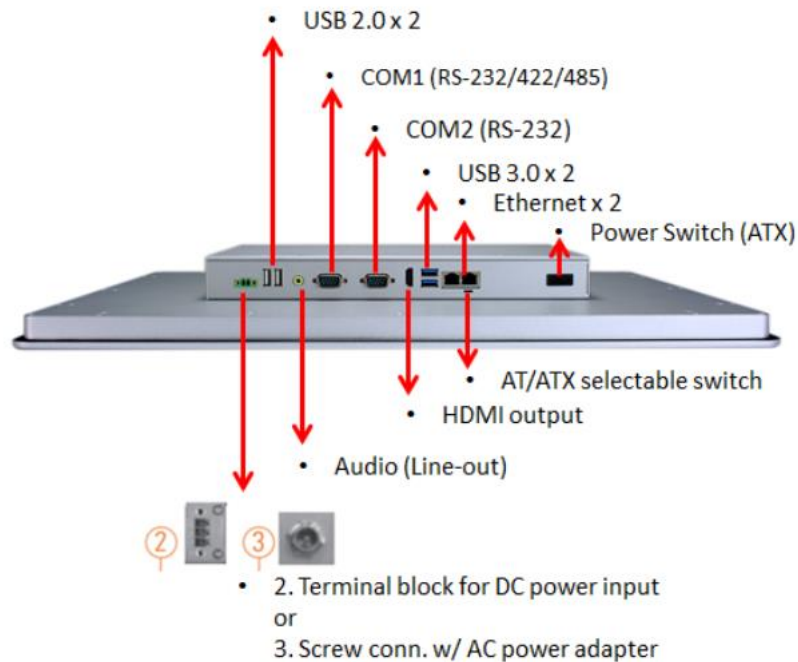 • USB 2.0 x 2
• COM1 (RS-232/422/485)
• COM2 (RS-232)
• USB 3.0 x 2
• Ethernet x 2
• Power Switch (ATX)
• AT/ATX selectable switch
• HDMI output
• Audio (Line-out)
2 3
• 2. Terminal block for DC power input
or
3. Screw conn. w/ AC power adapter